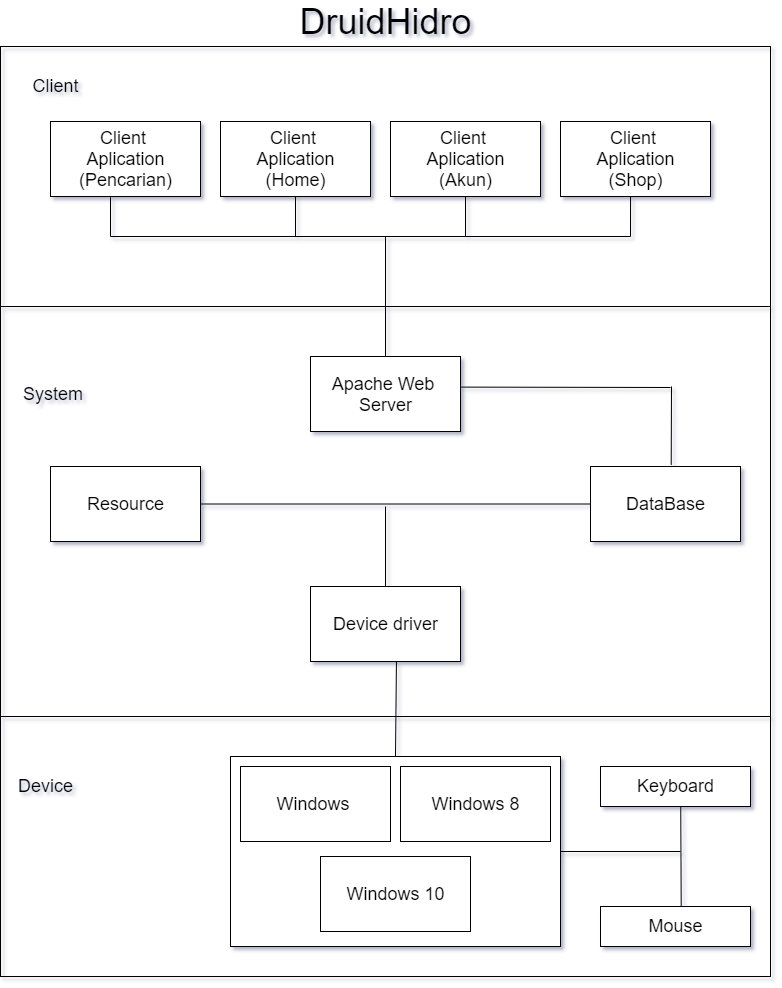 DruidHidro
Client
Client
Aplication
(Pencarian)
Client
Aplication
(Home)
Client
Aplication
(Akun)
Client
Aplication
(Shop)
System
Apache Web
Server
Resource
DataBase
Device driver
Device
Windows
Windows 8
Windows 10
Keyboard
Mouse